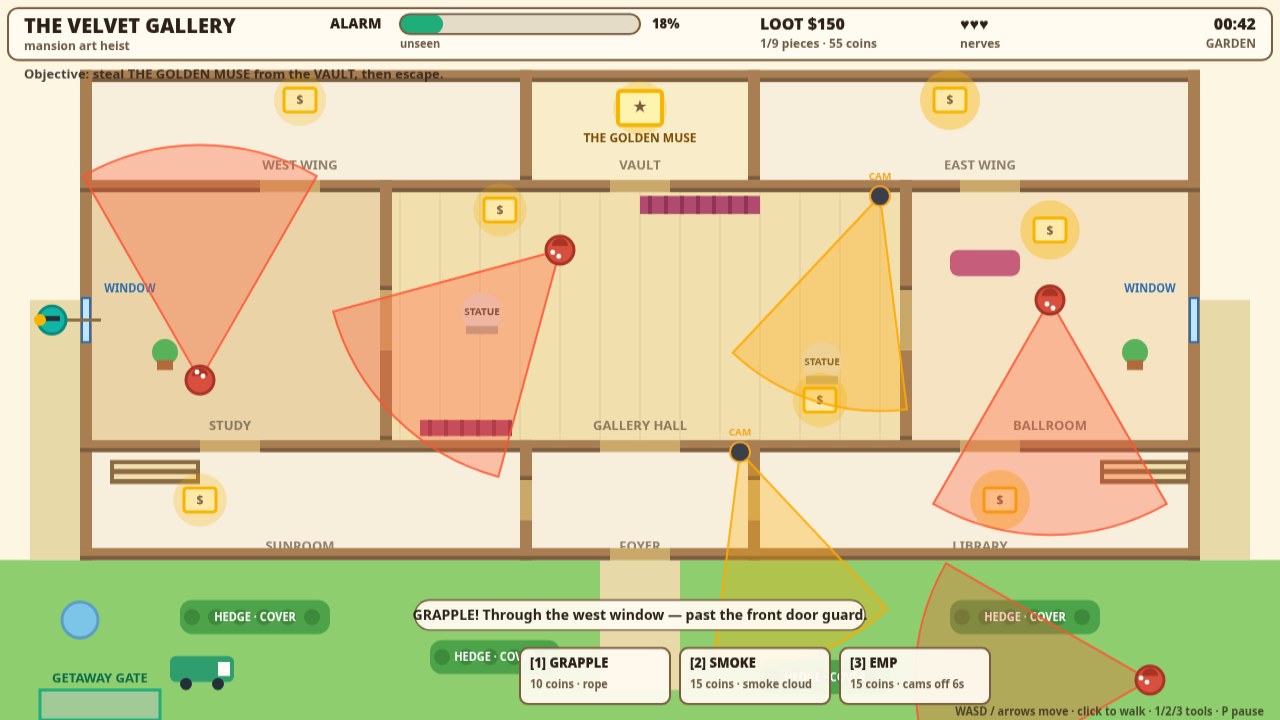 THE VELVET GALLERY
mansion art heist
ALARM
18%
unseen
LOOT $150
1/9 pieces · 55 coins
♥♥♥
nerves
00:42
GARDEN
Objective: steal THE GOLDEN MUSE from the VAULT, then escape.
$
★
$
THE GOLDEN MUSE
WEST WING
VAULT
EAST WING
CAM
$
$
WINDOW
WINDOW
STATUE
STATUE
$
STUDY
GALLERY HALL
BALLROOM
CAM
$
$
SUNROOM
FOYER
LIBRARY
HEDGE · COVER
GRAPPLE! Through the west window — past the front door guard.
HEDGE · COVER
HEDGE · COV
[1] GRAPPLE
10 coins · rope
[2] SMOKE
15 coins · smoke cloud
[3] EMP
15 coins · cams off 6s
GETAWAY GATE
WASD / arrows move · click to walk · 1/2/3 tools · P pause